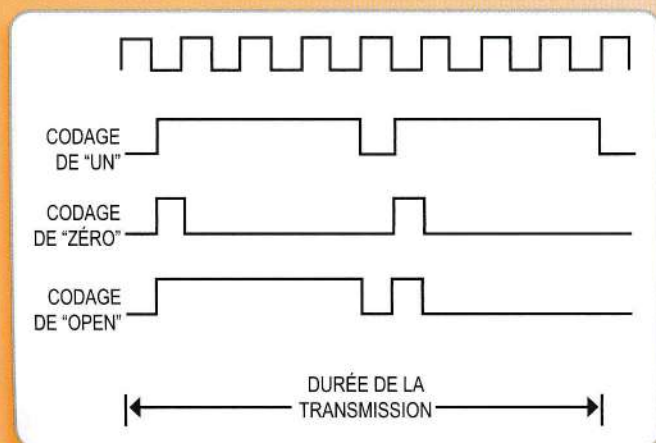 CODAGE
DE "UN"
CODAGE
DE "ZÉRO"
CODAGE
DE "OPEN"
DURÉE DE LA
TRANSMISSION